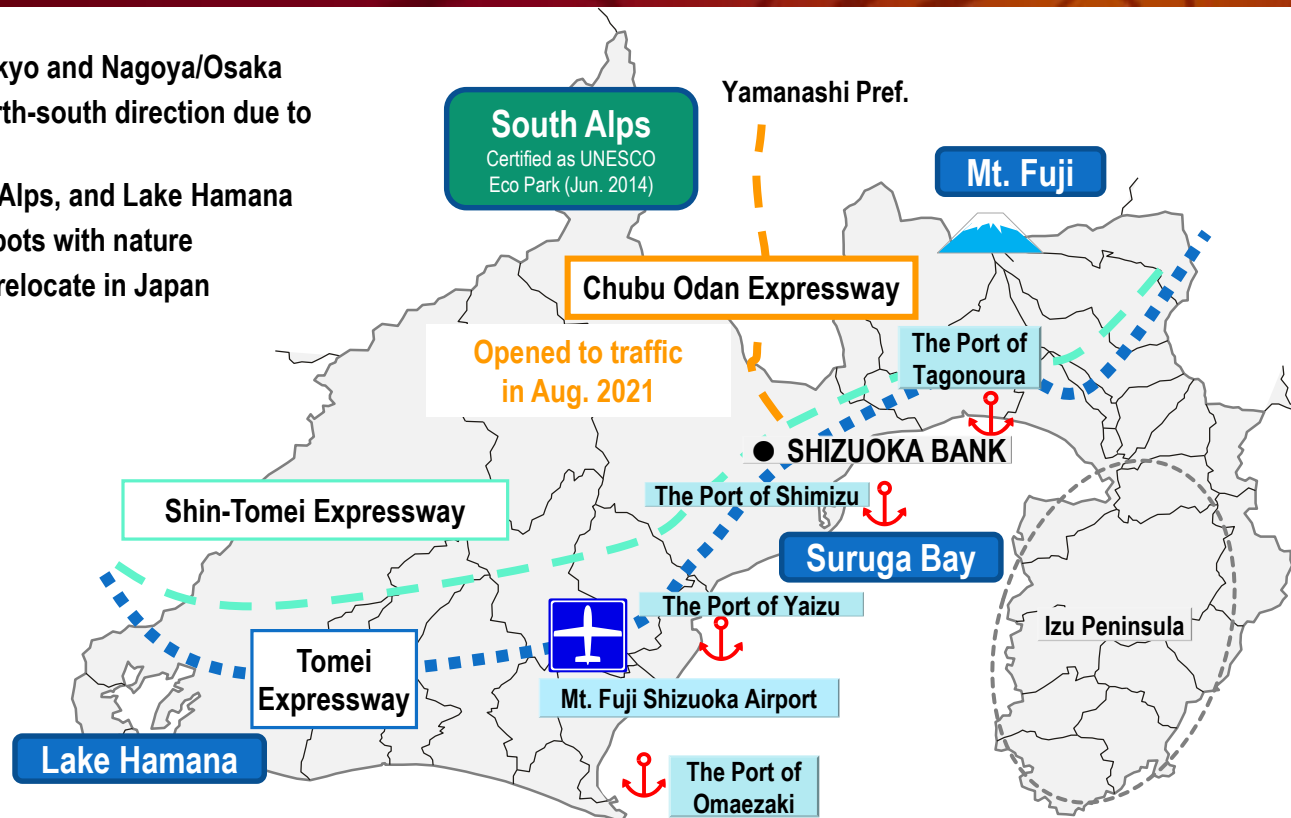 kyo and Nagoya/Osaka
rth-south direction due to
Alps, and Lake Hamana
pots with nature
relocate in Japan
South Alps
Certified as UNESCO
Eco Park (Jun. 2014)
Yamanashi Pref.
Mt. Fuji
Chubu Odan Expressway
Opened to traffic
in Aug. 2021
The Port of
Tagonoura
SHIZUOKA BANK
The Port of Shimizu
Shin-Tomei Expressway
Suruga Bay
The Port of Yaizu
Izu Peninsula
Tomei
Expressway
Mt. Fuji Shizuoka Airport
Lake Hamana
The Port of
Omaezaki